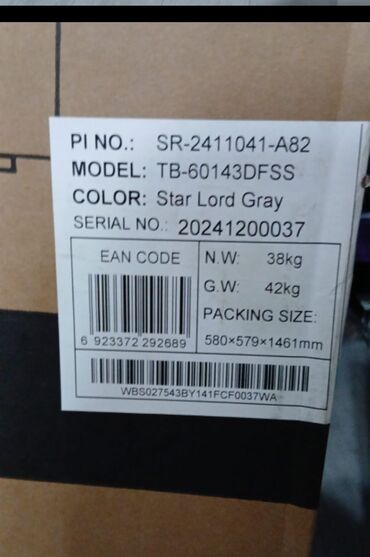 PI NO.: SR-2411041-A82
MODEL: TB-60143DFSS
COLOR: Star Lord Gray
SERIAL NO.: 20241200037
EAN CODE
6 923372 292689
N.W: 38kg
G.W: 42kg
PACKING SIZE:
580×579×1461mm
WBS027543BY141FCF0037WA